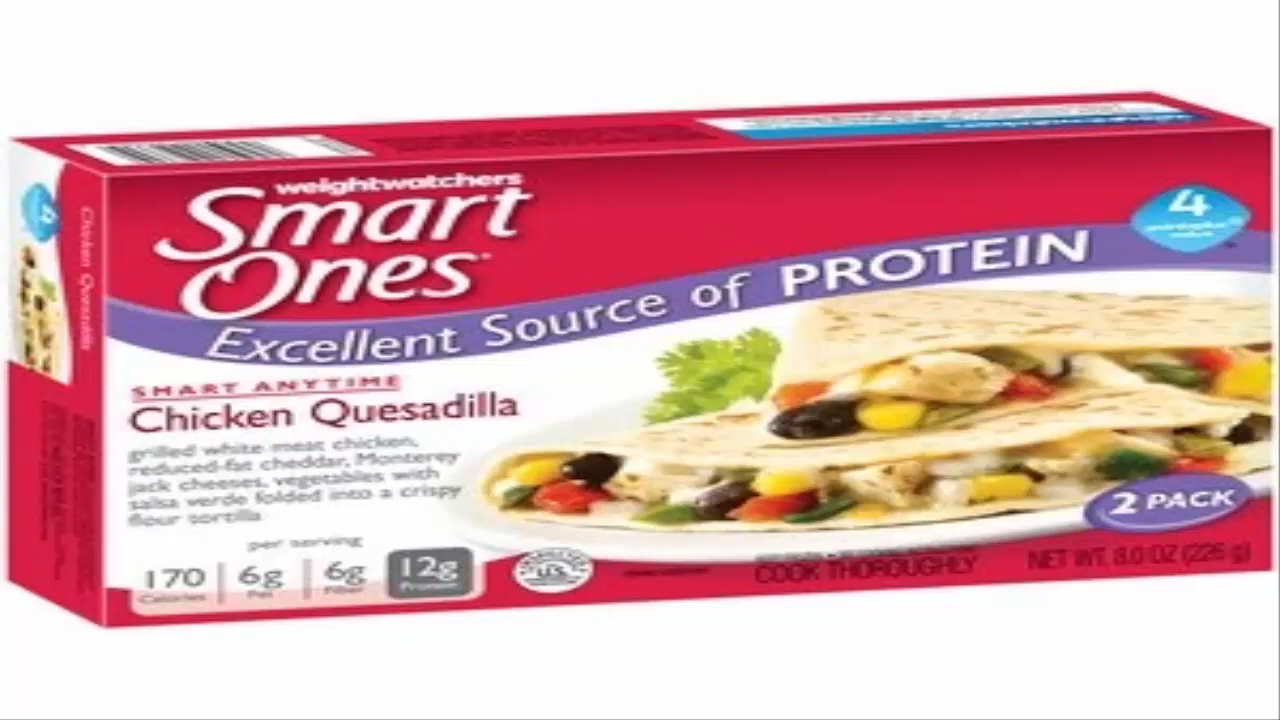 weightwatchers
Smart
Ones
Excellent Source of PROTEIN
4
SMART ANYTIME
Chicken Quesadilla
grilled white meat chicken,
reduced-fat cheddar, Monterey
jack cheeses, vegetables with
salsa verde folded into a crispy
flour tortilla
per serving
170 6g 6g 12g
Calories Fat Fiber Protein
2 PACK
COOK THOROUGHLY
NET WT. 8.0 OZ (226 g)
Chicken Quesadilla